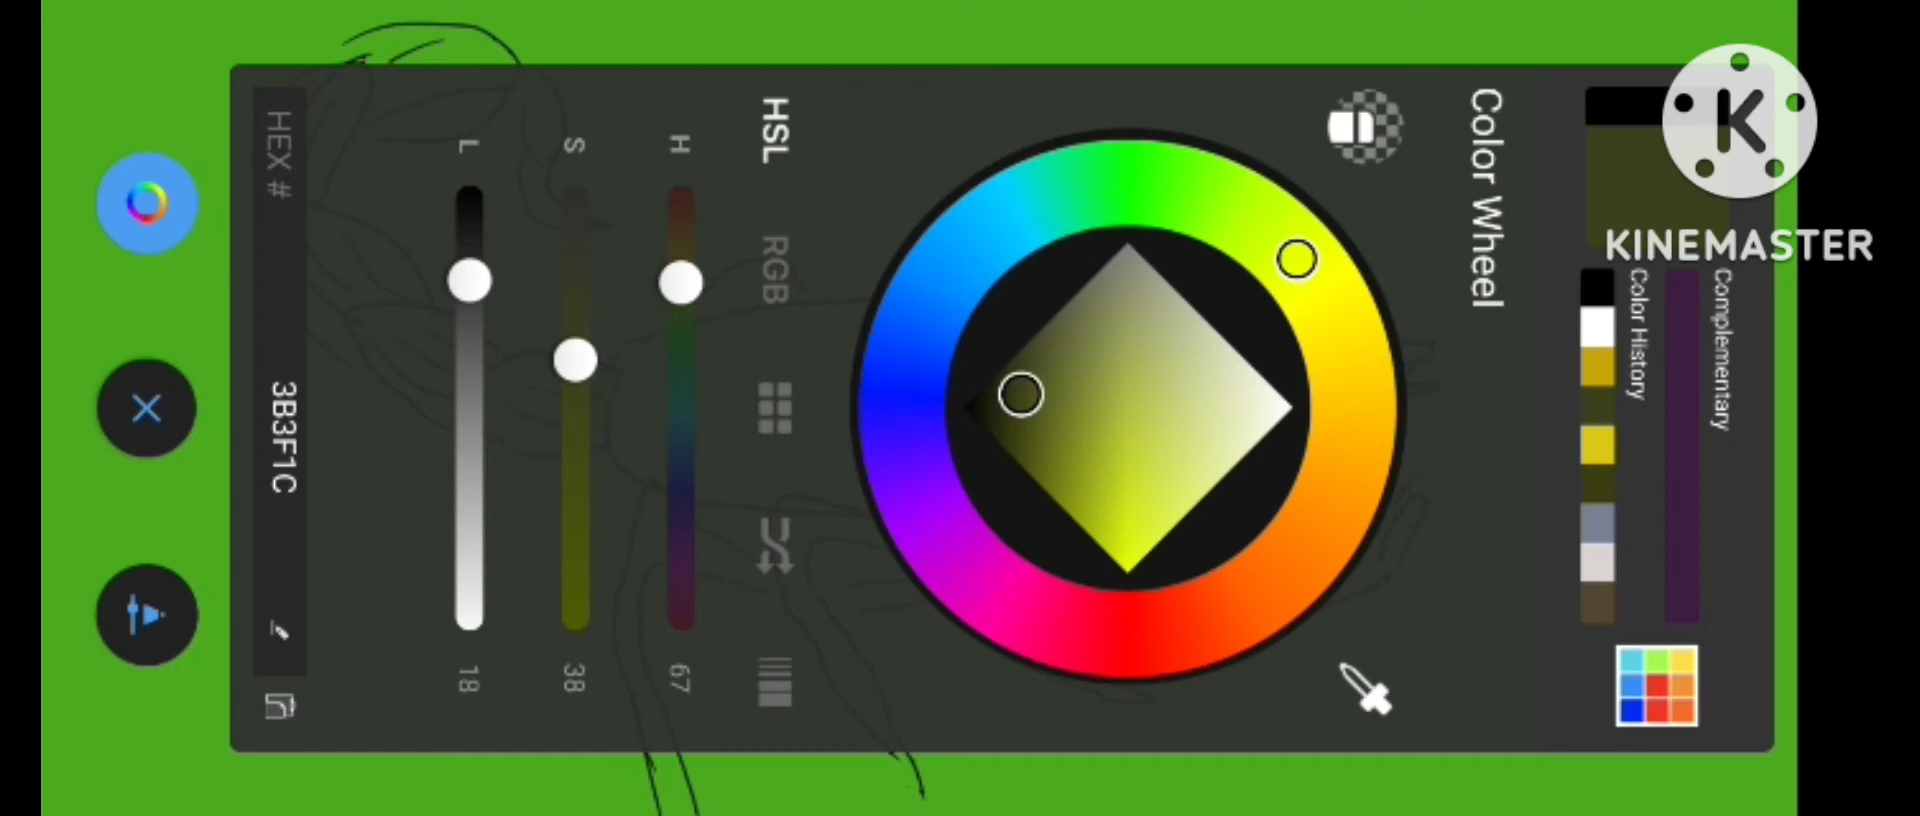 K
KINEMASTER
Complementary
Color History
Color Wheel
HSL
RGB
H
67
S
38
L
18
HEX #
3B3F1C